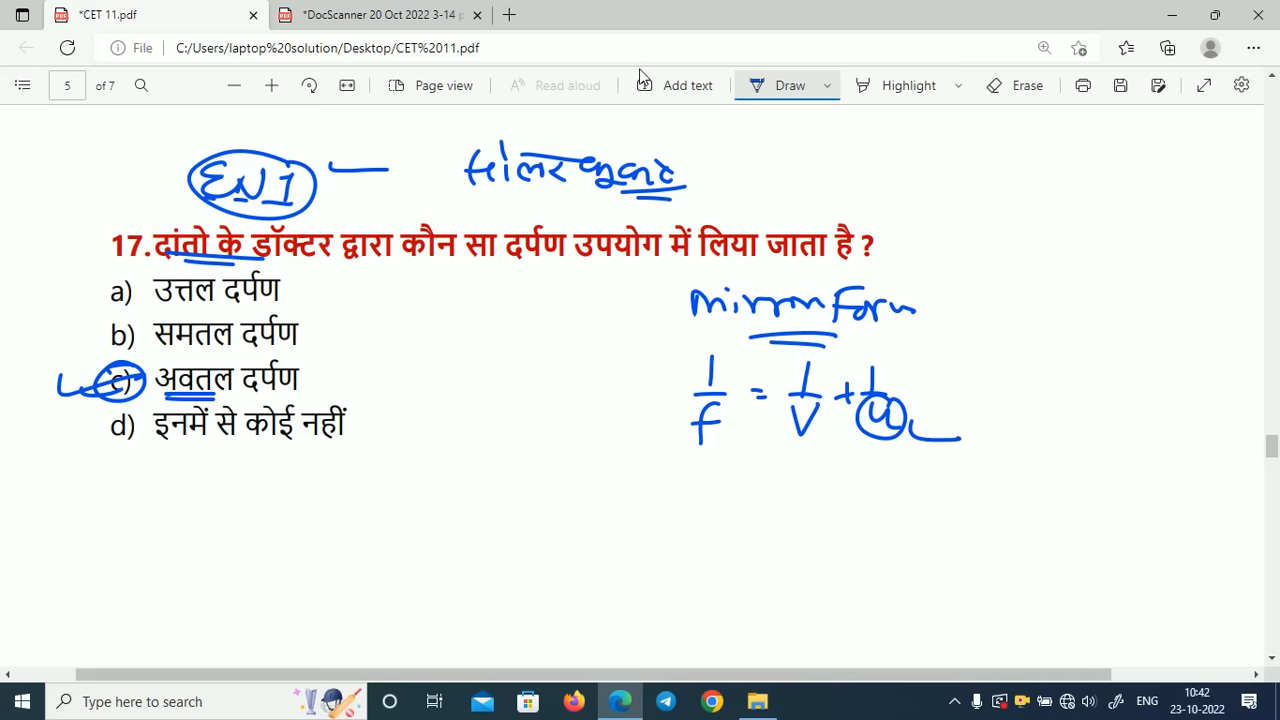 *CET 11.pdf
*DocScanner 20 Oct 2022 3-14 p
File C:/Users/laptop%20solution/Desktop/CET%2011.pdf
5 of 7 Page view Read aloud Add text Draw Highlight Erase
ENT सोलर कुकर
17.दांतो के डॉक्टर द्वारा कौन सा दर्पण उपयोग में लिया जाता है ?
a) उत्तल दर्पण
mirror Form
b) समतल दर्पण
c) अवतल दर्पण
1/f = 1/v + 1/u
d) इनमें से कोई नहीं
Type here to search
ENG
10:42
23-10-2022